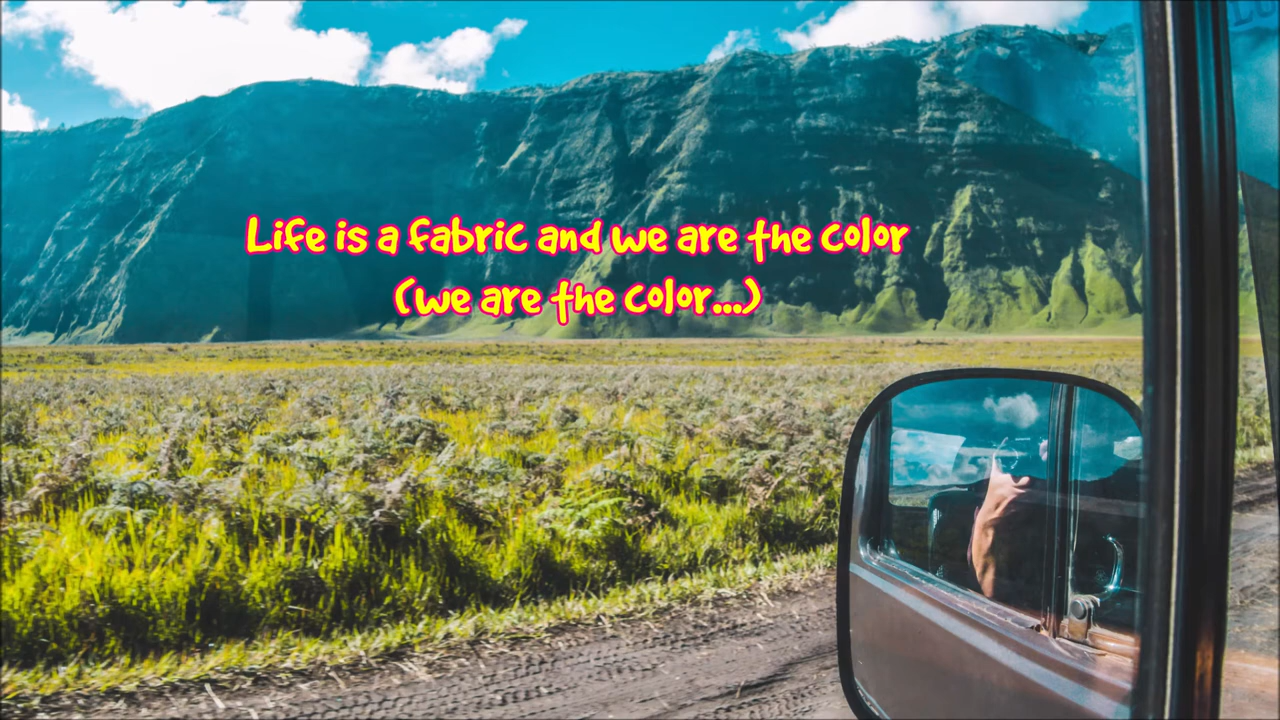 Life is a fabric and we are the color
(we are the color...)